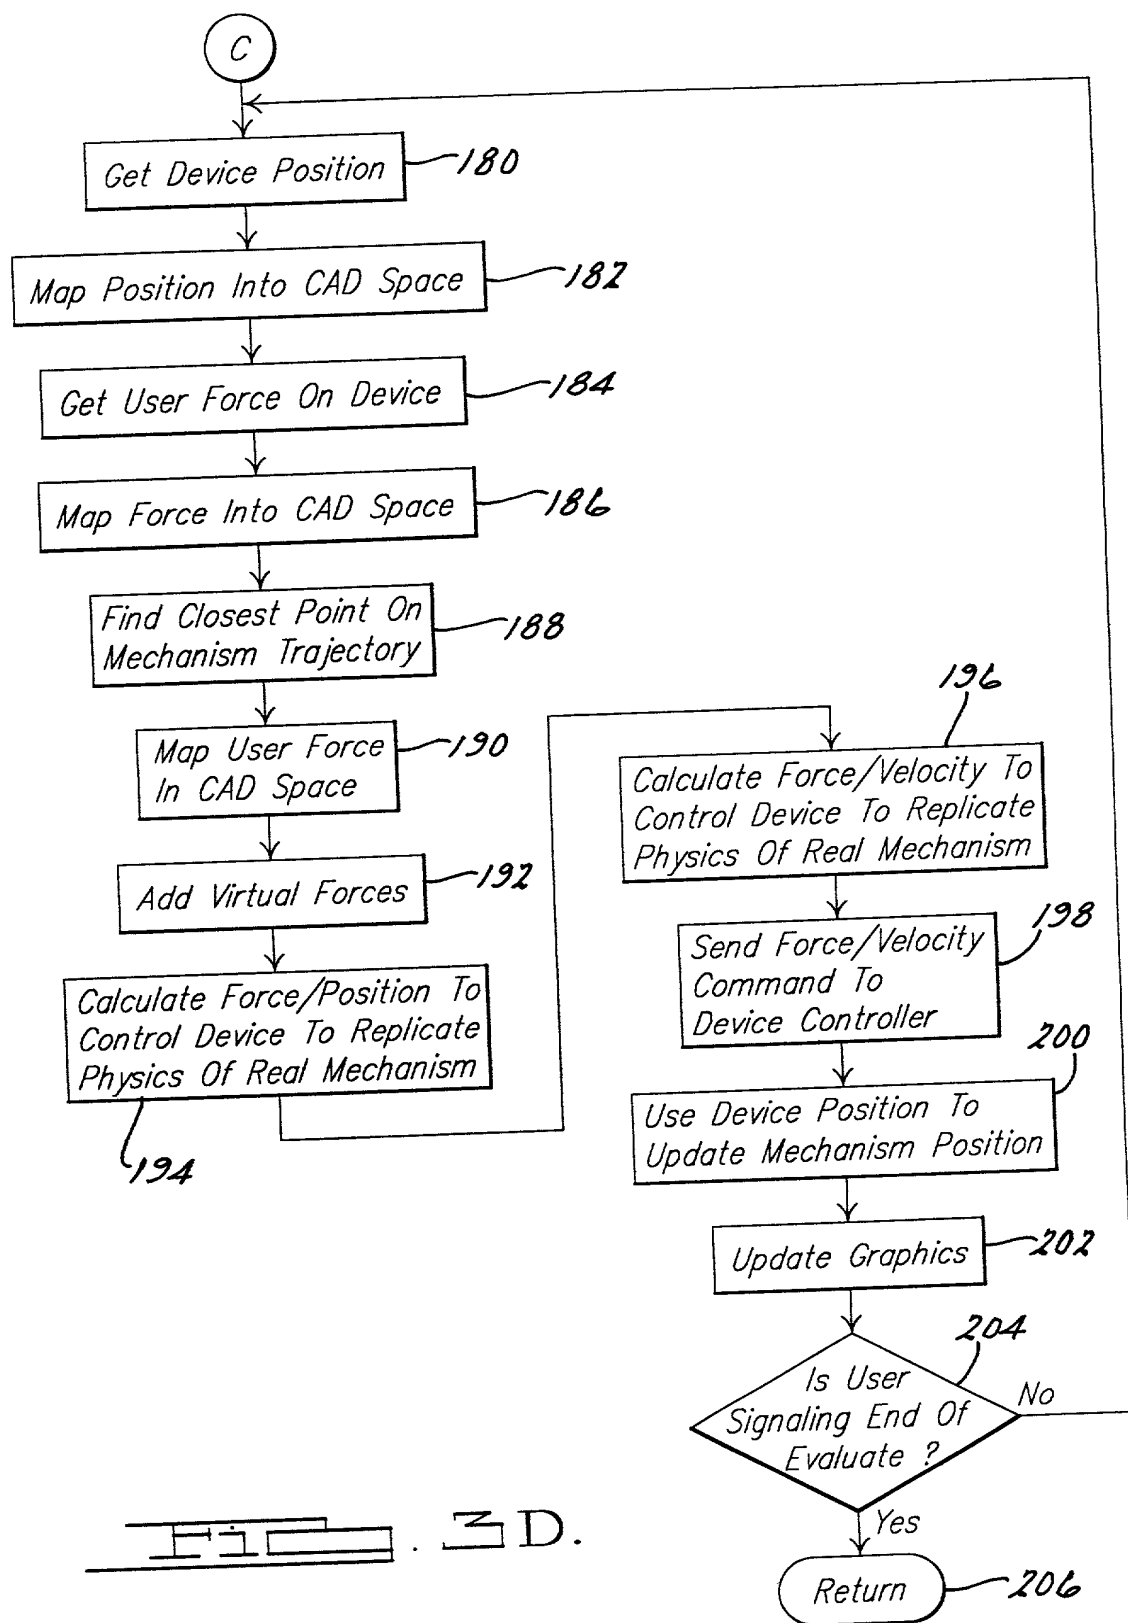 C
Get Device Position
180
Map Position Into CAD Space
182
Get User Force On Device
184
Map Force Into CAD Space
186
Find Closest Point On
Mechanism Trajectory
188
Map User Force
In CAD Space
190
Add Virtual Forces
192
Calculate Force/Position To
Control Device To Replicate
Physics Of Real Mechanism
194
196
Calculate Force/Velocity To
Control Device To Replicate
Physics Of Real Mechanism
Send Force/Velocity
Command To
Device Controller
198
200
Use Device Position To
Update Mechanism Position
Update Graphics
202
204
Is User
Signaling End Of
Evaluate ?
No
Yes
Return
206
Fig. 3D.